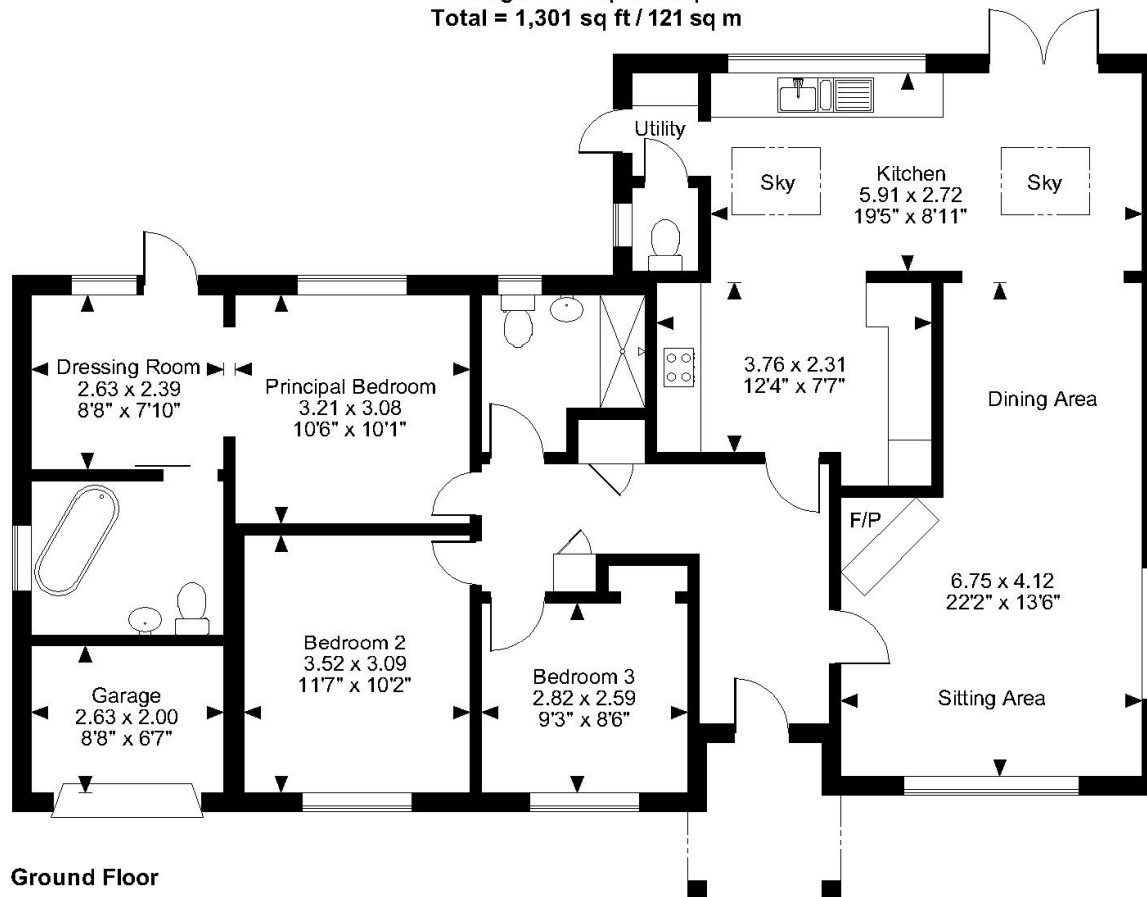 Total = 1,301 sq ft / 121 sq m
Utility
Sky
Kitchen
5.91 x 2.72
19'5" x 8'11"
Sky
Dressing Room
2.63 x 2.39
8'8" x 7'10"
Principal Bedroom
3.21 x 3.08
10'6" x 10'1"
3.76 x 2.31
12'4" x 7'7"
Dining Area
F/P
6.75 x 4.12
22'2" x 13'6"
Sitting Area
Bedroom 2
3.52 x 3.09
11'7" x 10'2"
Bedroom 3
2.82 x 2.59
9'3" x 8'6"
Garage
2.63 x 2.00
8'8" x 6'7"
Ground Floor